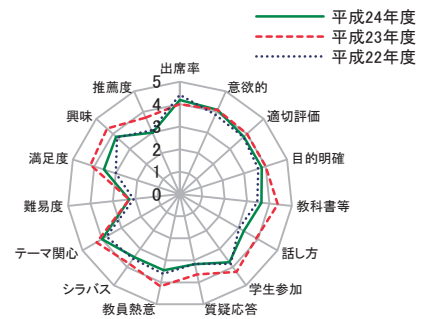 平成24年度
平成23年度
平成22年度
出席率
意欲的
適切評価
目的明確
教科書等
話し方
学生参加
質疑応答
教員熱意
シラバス
テーマ関心
難易度
満足度
興味
推薦度
5
4
3
2
1
0